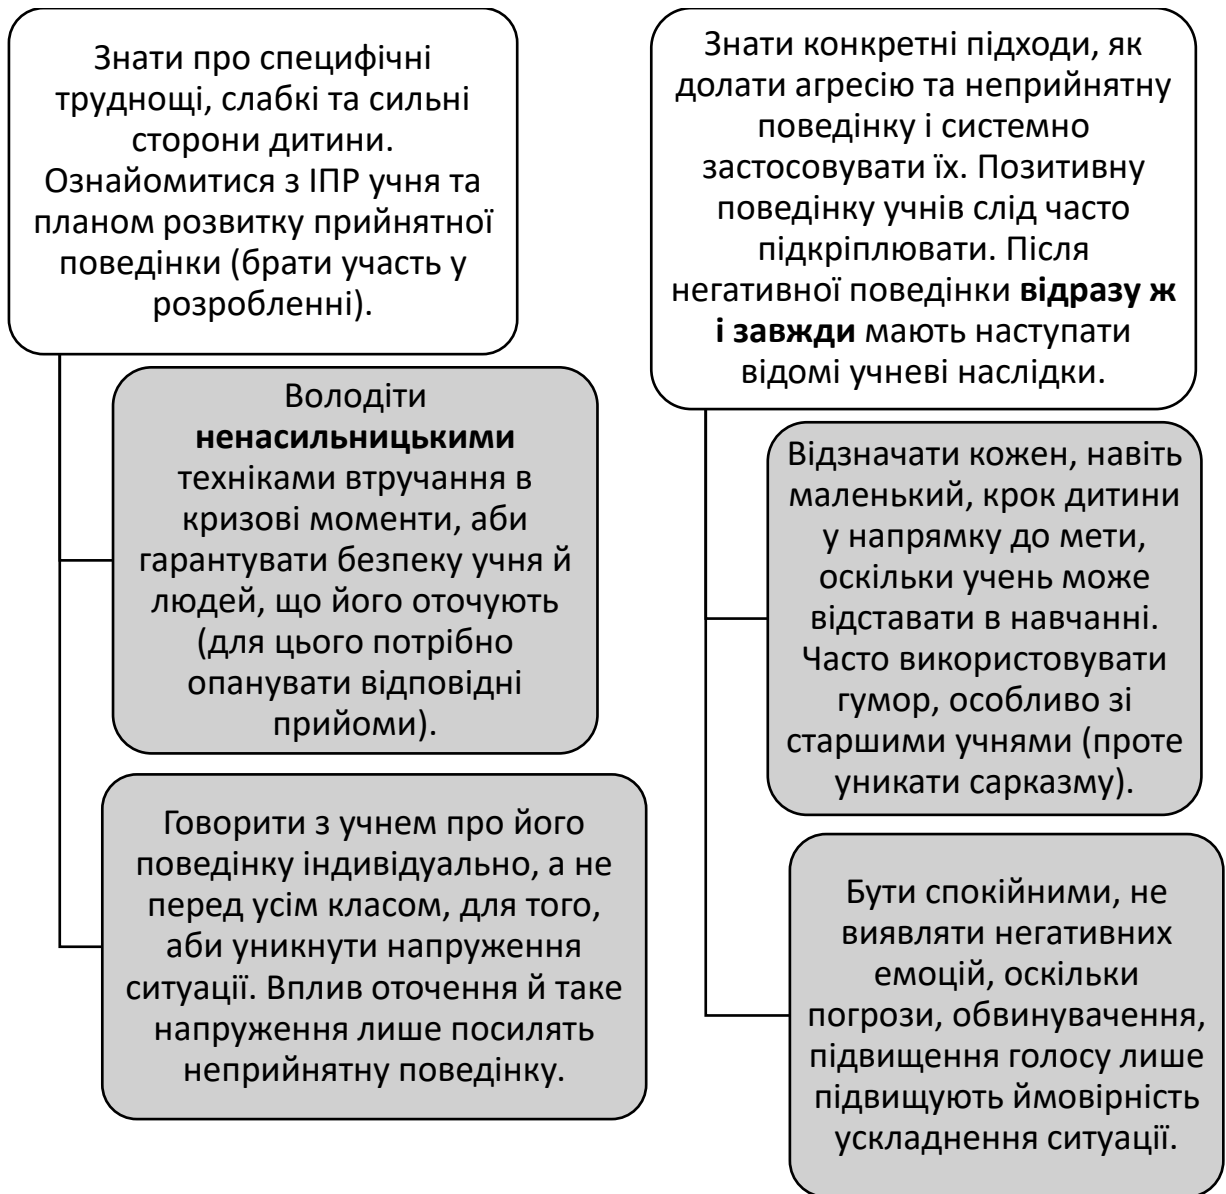 Знати про специфічні
труднощі, слабкі та сильні
сторони дитини.
Ознайомитися з ІПР учня та
планом розвитку прийнятної
поведінки (брати участь у
розробленні).
Володіти
ненасильницькими
техніками втручання в
кризові моменти, аби
гарантувати безпеку учня й
людей, що його оточують
(для цього потрібно
опанувати відповідні
прийоми).
Говорити з учнем про його
поведінку індивідуально, а не
перед усім класом, для того,
аби уникнути напруження
ситуації. Вплив оточення й таке
напруження лише посилять
неприйнятну поведінку.
Знати конкретні підходи, як
долати агресію та неприйнятну
поведінку і системно
застосовувати їх. Позитивну
поведінку учнів слід часто
підкріплювати. Після
негативної поведінки відразу ж
і завжди мають наступати
відомі учневі наслідки.
Відзначати кожен, навіть
маленький, крок дитини
у напрямку до мети,
оскільки учень може
відставати в навчанні.
Часто використовувати
гумор, особливо зі
старшими учнями (проте
уникати сарказму).
Бути спокійними, не
виявляти негативних
емоцій, оскільки
погрози, обвинувачення,
підвищення голосу лише
підвищують ймовірність
ускладнення ситуації.